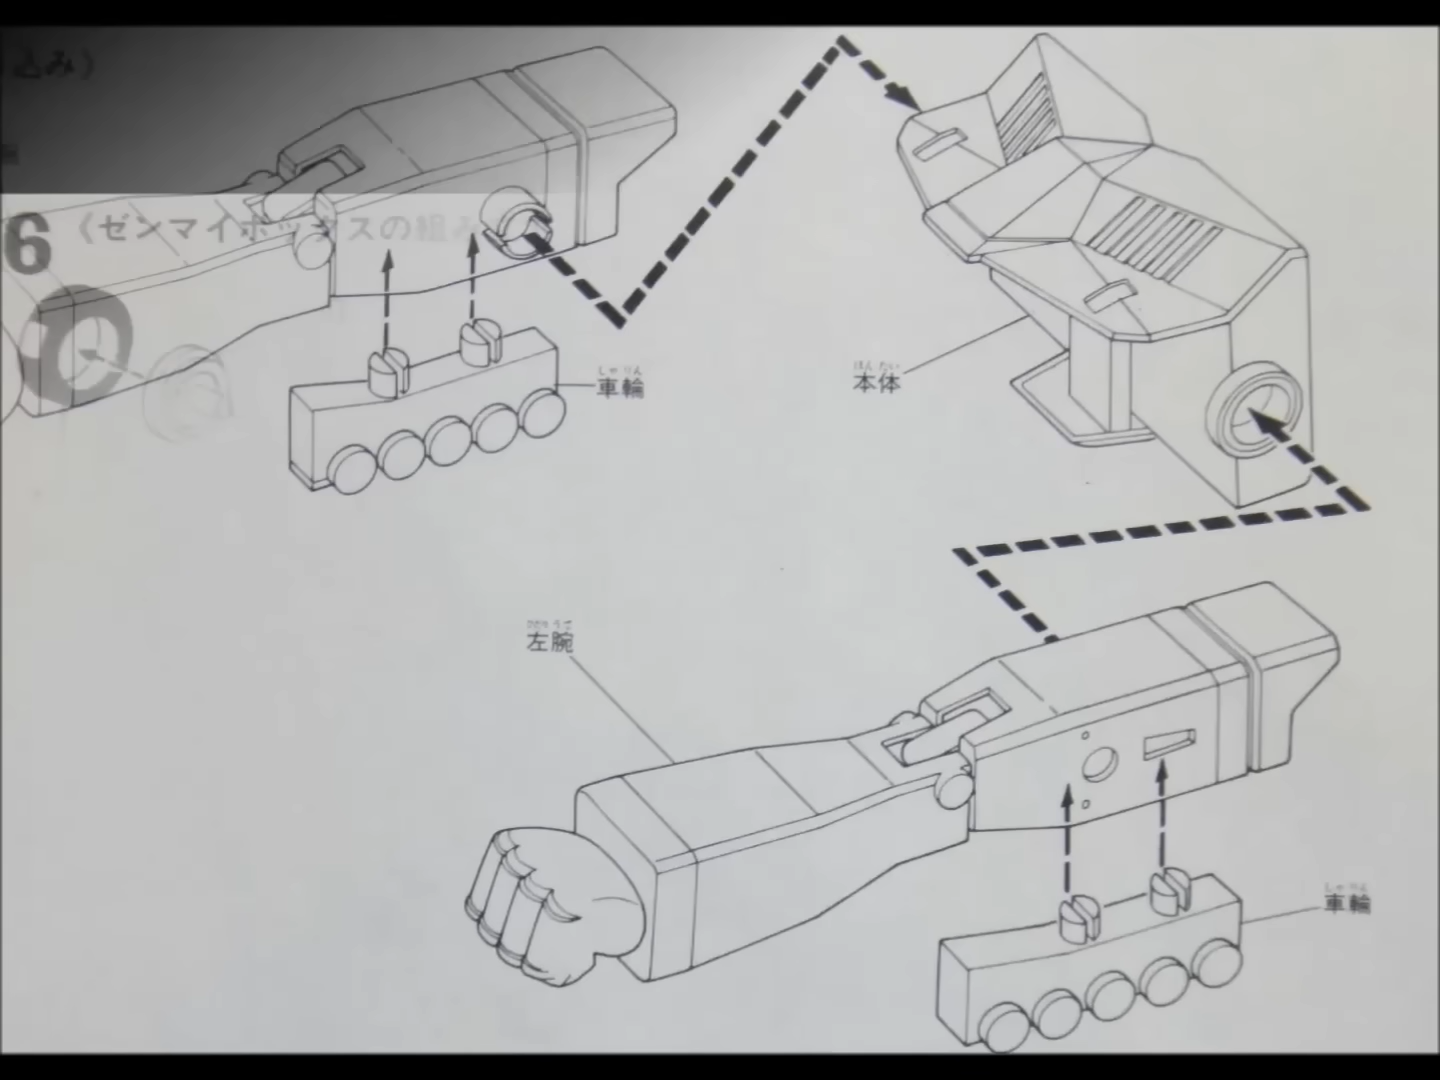 込み）
6 《ゼンマイボックスの組み
しゃりん
車輪
ほんたい
本体
ひだりうで
左腕
しゃりん
車輪